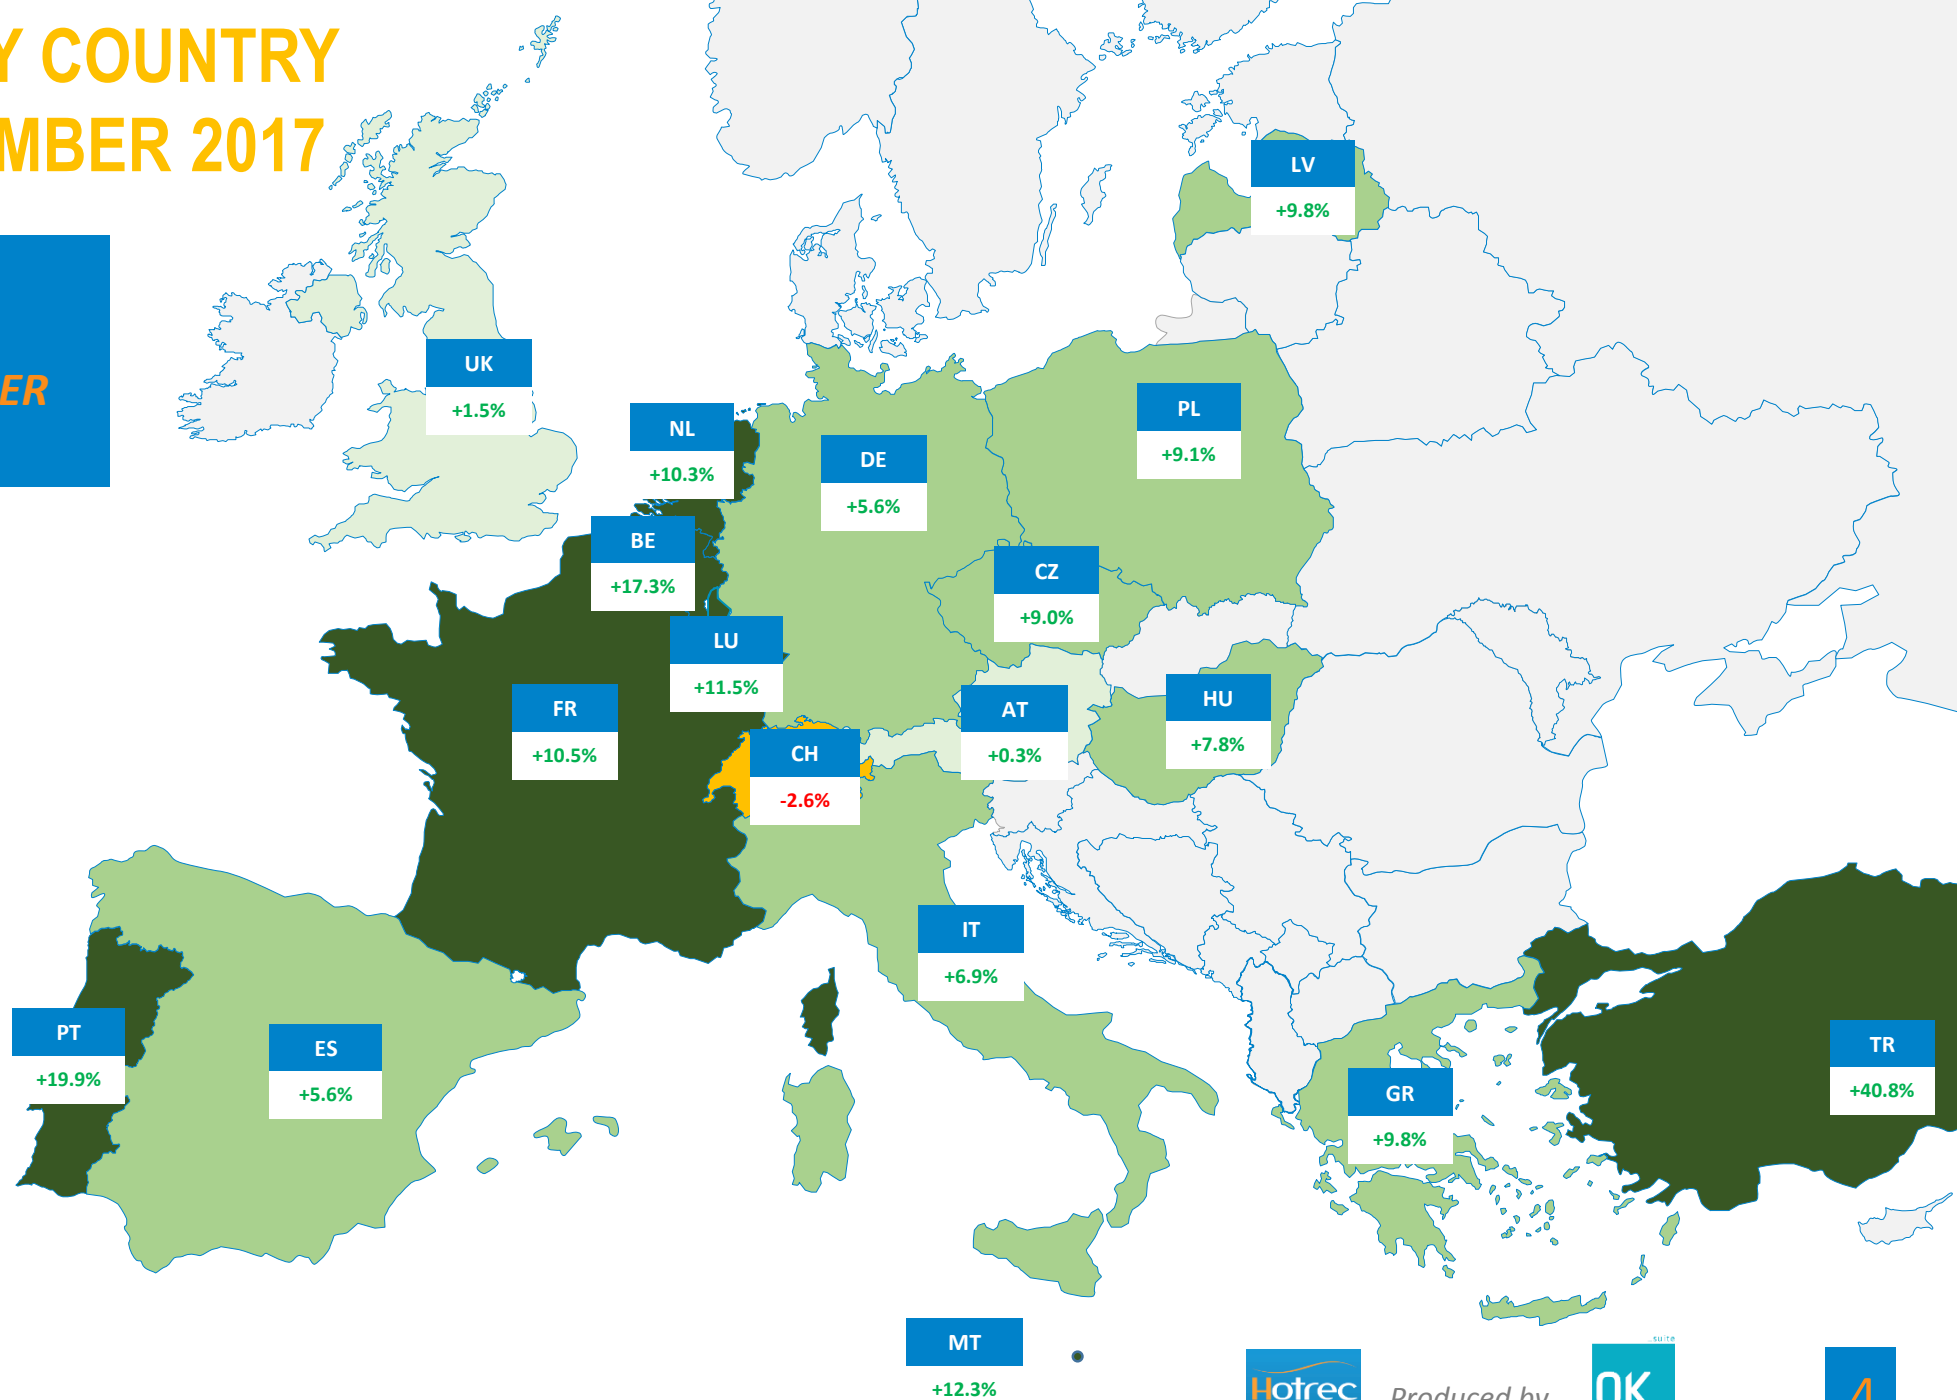 Y COUNTRY
MBER 2017
ER
LV
+9.8%
UK
+1.5%
NL
+10.3%
PL
+9.1%
DE
+5.6%
BE
+17.3%
CZ
+9.0%
LU
+11.5%
FR
+10.5%
AT
+0.3%
HU
+7.8%
CH
-2.6%
IT
+6.9%
PT
+19.9%
ES
+5.6%
TR
+40.8%
GR
+9.8%
MT
+12.3%
Hotrec
Produced by
suite
OK
4